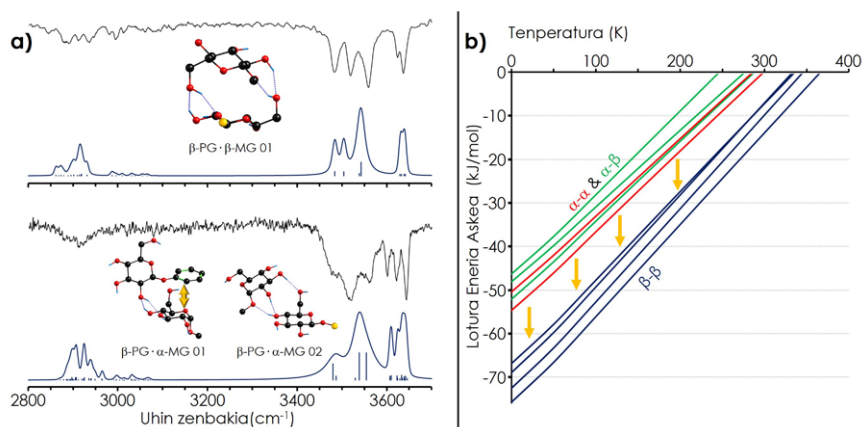 a)
β-PG·β-MG 01
β-PG·α-MG 01
β-PG·α-MG 02
2800 3000 3200 3400 3600
Uhin zenbakia(cm⁻¹)
b)
Tenperatura (K)
0 100 200 300 400
0
-10
-20
-30
-40
-50
-60
-70
Lotura Eneria Askea (kJ/mol)
α-α & α-β
β-β